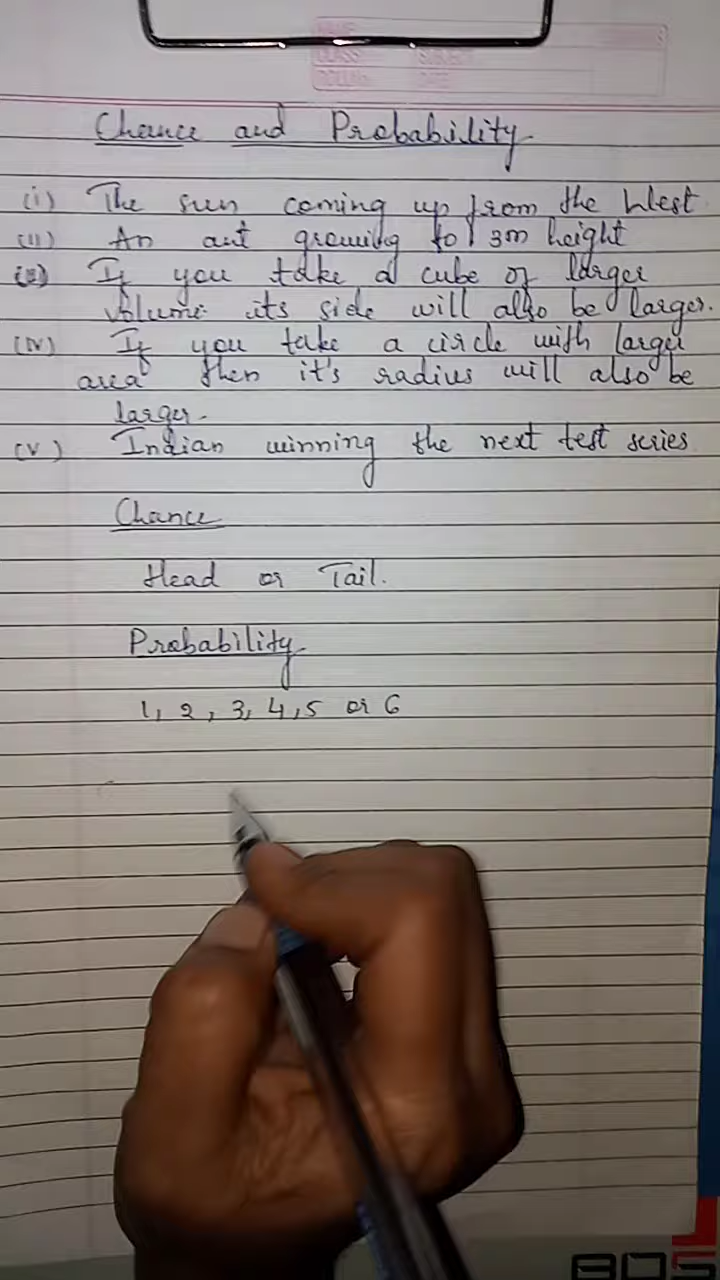 Chance and Probability
(i) The sun coming up from the West
(ii) An ant growing to 3m height
(iii) If you take a cube of larger
volume its side will also be larger.
(iv) If you take a circle with larger
area then it's radius will also be
larger.
(v) Indian winning the next test series
Chance
Head or Tail.
Probability
1, 2, 3, 4, 5 or 6